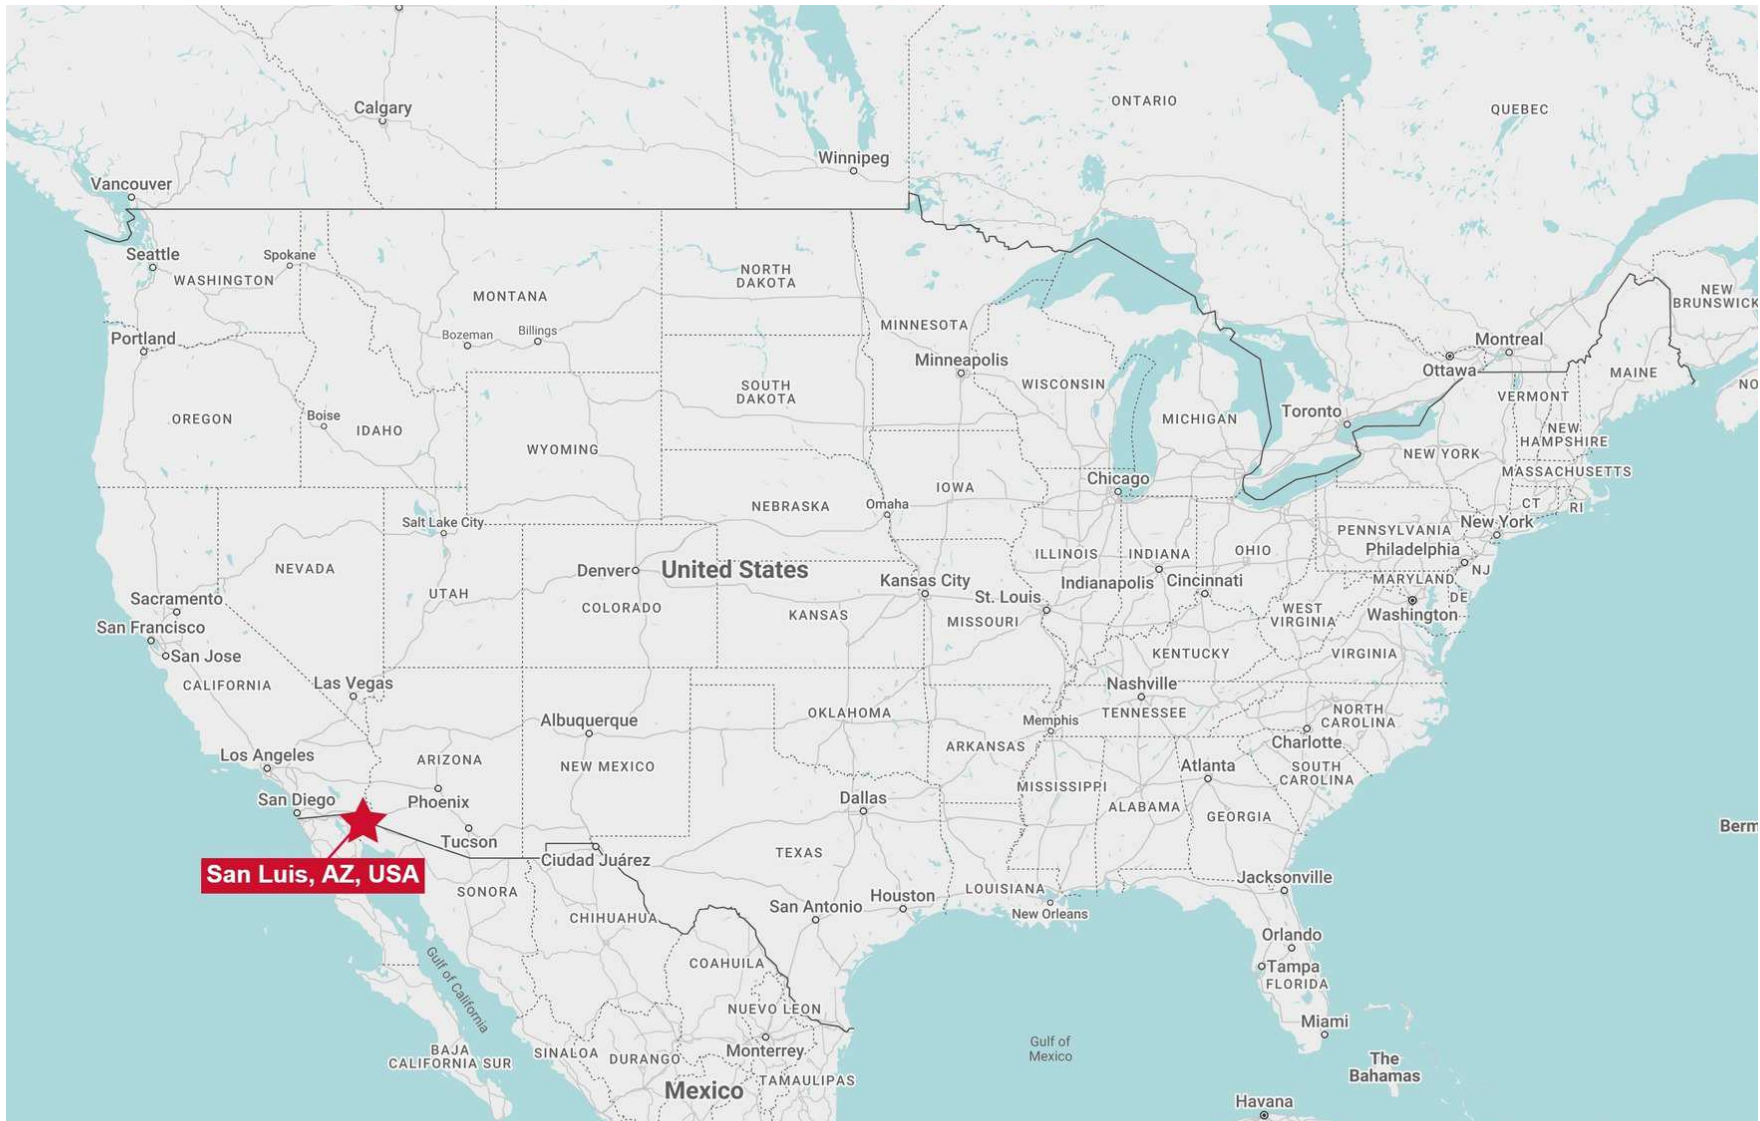 Calgary
ONTARIO
QUEBEC
Winnipeg
Vancouver
Seattle
Spokane
WASHINGTON
MONTANA
NORTH
DAKOTA
NEW
BRUNSWICK
Portland
Bozeman
Billings
MINNESOTA
Minneapolis
Montreal
Ottawa
MAINE
NO
OREGON
Boise
IDAHO
SOUTH
DAKOTA
WISCONSIN
MICHIGAN
Toronto
VERMONT
NEW
HAMPSHIRE
WYOMING
NEW YORK
MASSACHUSETTS
Chicago
IOWA
NEBRASKA
Omaha
CT
RI
Salt Lake City
New York
PENNSYLVANIA
Philadelphia
NJ
NEVADA
UTAH
Denver
United States
COLORADO
Kansas City
ILLINOIS
INDIANA
OHIO
Indianapolis
Cincinnati
MARYLAND
DE
Washington
Sacramento
San Francisco
San Jose
KANSAS
St. Louis
MISSOURI
WEST
VIRGINIA
CALIFORNIA
Las Vegas
KENTUCKY
VIRGINIA
Nashville
TENNESSEE
Albuquerque
OKLAHOMA
Memphis
NORTH
CAROLINA
Charlotte
Los Angeles
ARIZONA
NEW MEXICO
ARKANSAS
Atlanta
SOUTH
CAROLINA
San Diego
Phoenix
Dallas
MISSISSIPPI
ALABAMA
GEORGIA
Berm
Tucson
Ciudad Juárez
TEXAS
San Luis, AZ, USA
SONORA
CHIHUAHUA
San Antonio
Houston
LOUISIANA
New Orleans
Jacksonville
Gulf of California
COAHUILA
Orlando
Tampa
FLORIDA
NUEVO LEON
Miami
BAJA
CALIFORNIA SUR
SINALOA
DURANGO
Monterrey
Gulf of
Mexico
The
Bahamas
Mexico
TAMAULIPAS
Havana